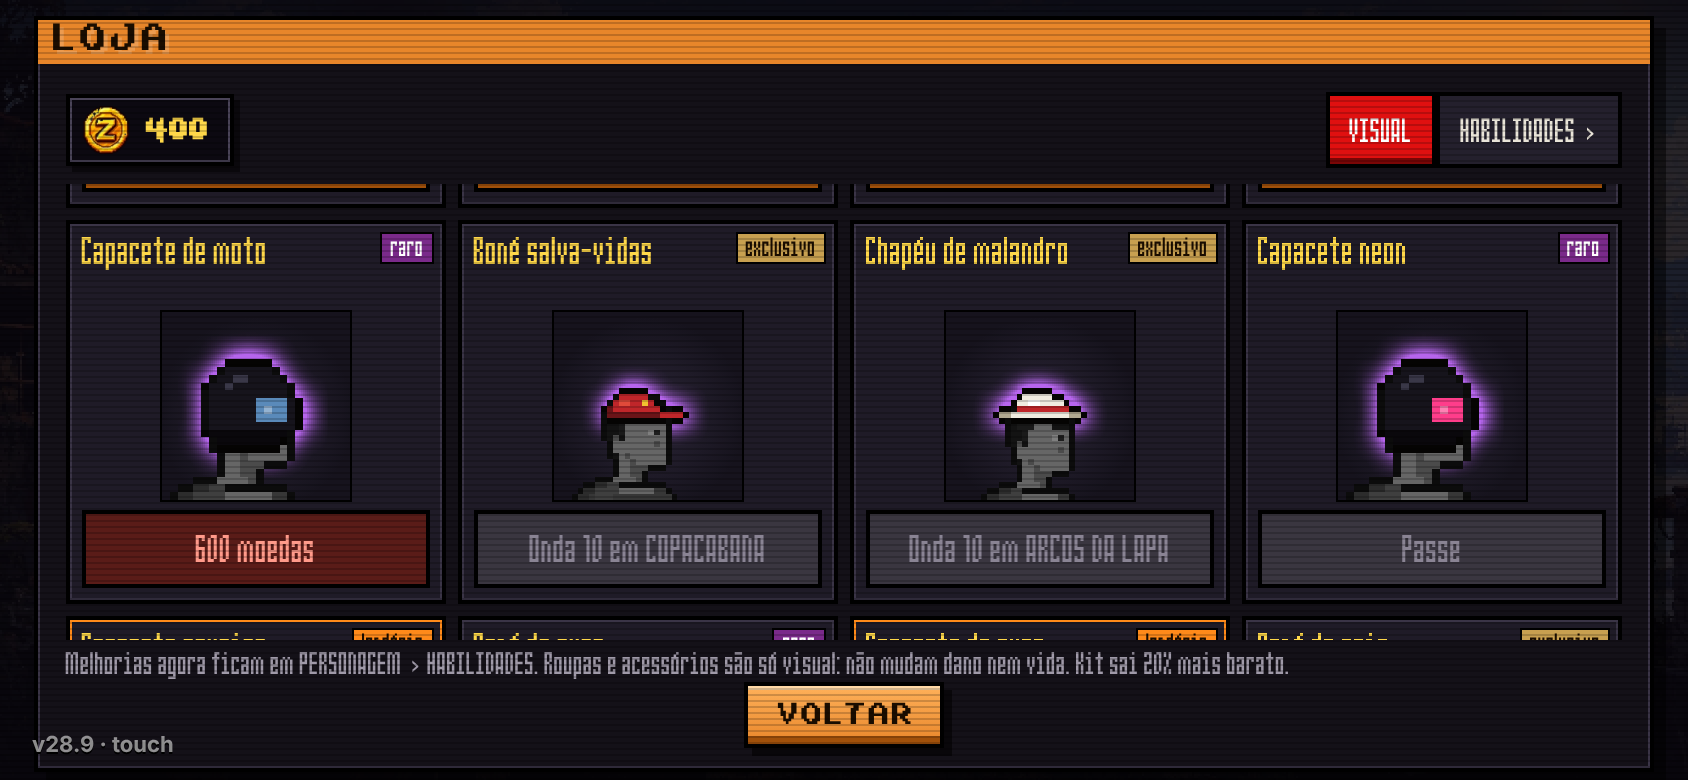 LOJA
400
VISUAL
HABILIDADES ›
Capacete de moto
raro
Boné salva-vidas
exclusivo
Chapéu de malandro
exclusivo
Capacete neon
raro
600 moedas
Onda 10 em COPACABANA
Onda 10 em ARCOS DA LAPA
Passe
Melhorias agora ficam em PERSONAGEM › HABILIDADES. Roupas e acessórios são só visual: não mudam dano nem vida. Kit sai 20% mais barato.
VOLTAR
v28.9 · touch